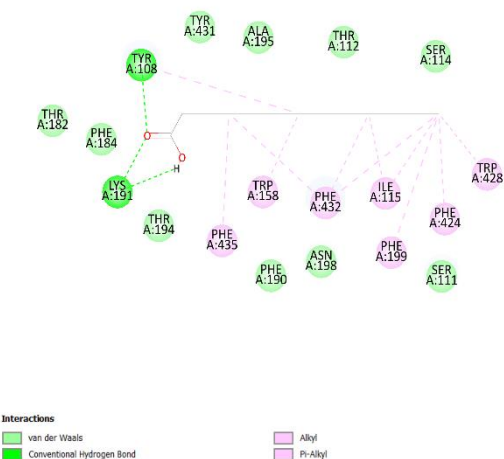 TYR
A:431
ALA
A:195
THR
A:112
SER
A:114
TYR
A:108
THR
A:182
PHE
A:184
O
O
H
LYS
A:191
TRP
A:158
PHE
A:432
ILE
A:115
TRP
A:428
PHE
A:424
THR
A:194
PHE
A:435
PHE
A:199
PHE
A:190
ASN
A:198
SER
A:111
Interactions
van der Waals
Conventional Hydrogen Bond
Alkyl
Pi-Alkyl